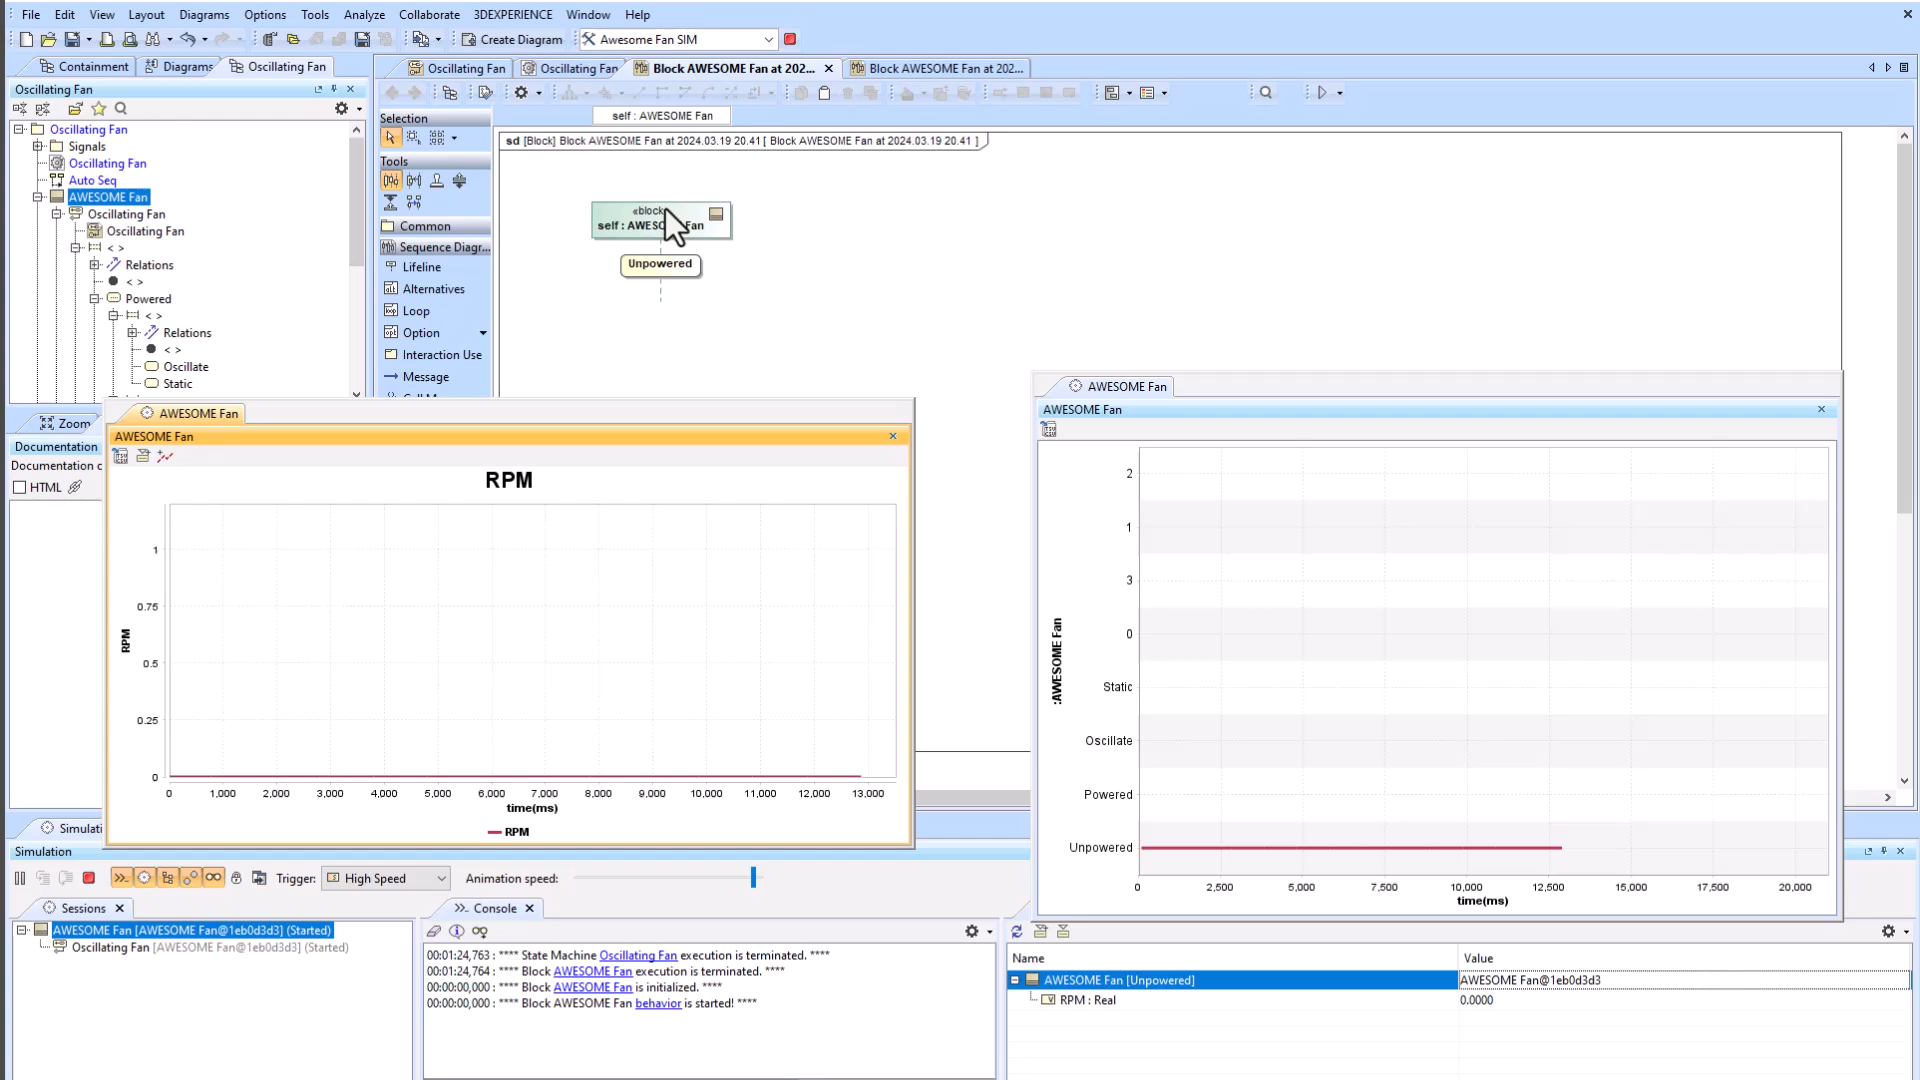 File Edit View Layout Diagrams Options Tools Analyze Collaborate 3DEXPERIENCE Window Help
Create Diagram Awesome Fan SIM
Containment Diagrams Oscillating Fan
Oscillating Fan Oscillating Fan Block AWESOME Fan at 202... Block AWESOME Fan at 202...
Oscillating Fan
Oscillating Fan
Signals
Oscillating Fan
Auto Seq
AWESOME Fan
Oscillating Fan
Oscillating Fan
< >
Relations
< >
Powered
< >
Relations
< >
Oscillate
Static
Selection
Tools
Common
Sequence Diagr...
Lifeline
Alternatives
Loop
Option
Interaction Use
Message
self : AWESOME Fan
sd [Block] Block AWESOME Fan at 2024.03.19 20.41 [ Block AWESOME Fan at 2024.03.19 20.41 ]
«block
self : AWESO Fan
Unpowered
Zoom
Documentation
Documentation
HTML
AWESOME Fan
AWESOME Fan
RPM
RPM
1
0.75
0.5
0.25
0
0 1,000 2,000 3,000 4,000 5,000 6,000 7,000 8,000 9,000 10,000 11,000 12,000 13,000
time(ms)
RPM
AWESOME Fan
AWESOME Fan
:AWESOME Fan
2
1
3
0
Static
Oscillate
Powered
Unpowered
0 2,500 5,000 7,500 10,000 12,500 15,000 17,500 20,000
time(ms)
Simulati
Simulation
Trigger: High Speed Animation speed:
Sessions
AWESOME Fan [AWESOME Fan@1eb0d3d3] (Started)
Oscillating Fan [AWESOME Fan@1eb0d3d3] (Started)
Console
00:01:24,763 : **** State Machine Oscillating Fan execution is terminated. ****
00:01:24,764 : **** Block AWESOME Fan execution is terminated. ****
00:00:00,000 : **** Block AWESOME Fan is initialized. ****
00:00:00,000 : **** Block AWESOME Fan behavior is started! ****
Name Value
AWESOME Fan [Unpowered] AWESOME Fan@1eb0d3d3
RPM : Real 0.0000